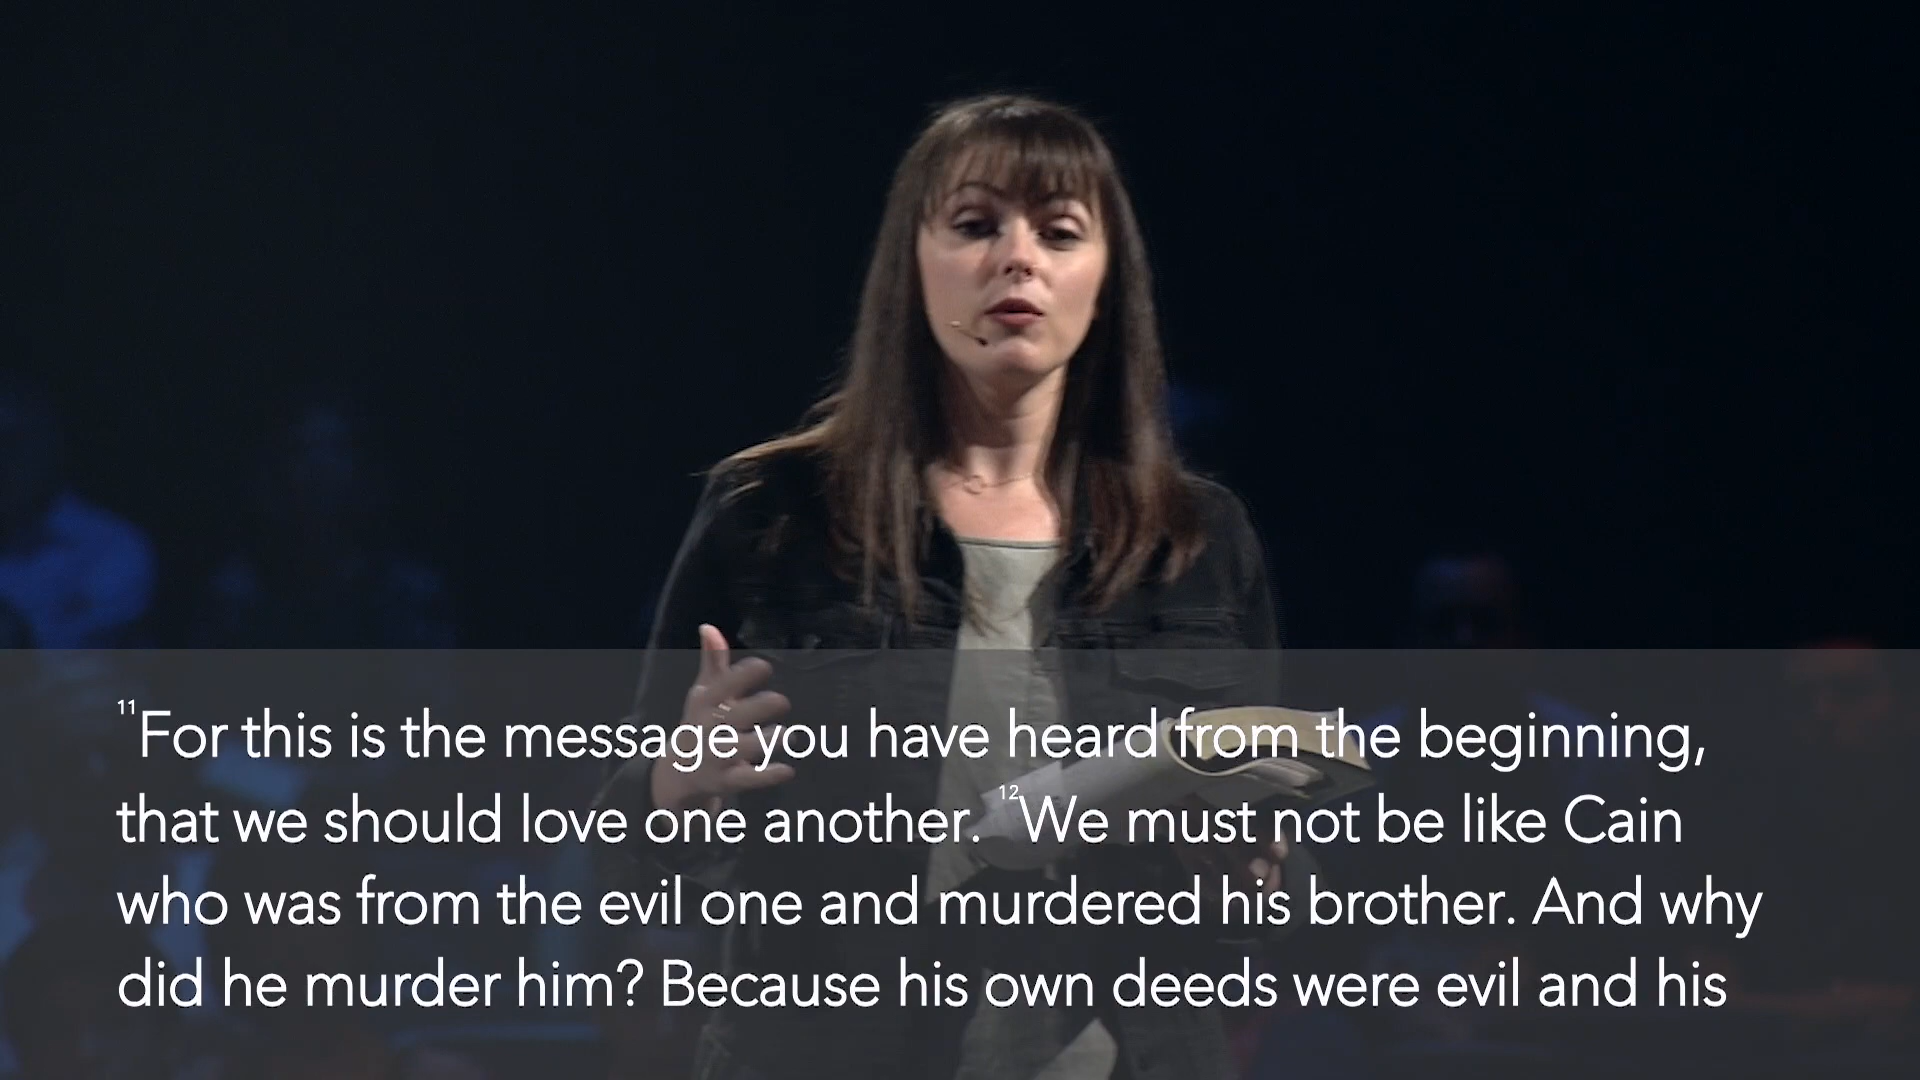 11For this is the message you have heard from the beginning,
that we should love one another. 12We must not be like Cain
who was from the evil one and murdered his brother. And why
did he murder him? Because his own deeds were evil and his